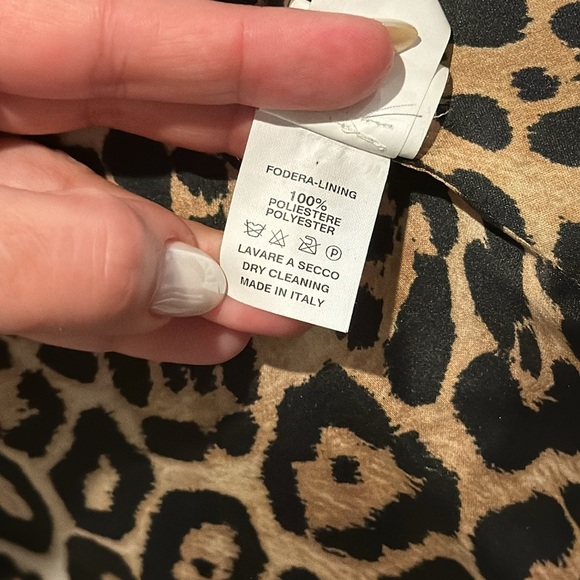 FODERA-LINING
100%
POLIESTERE
POLYESTER
P
LAVARE A SECCO
DRY CLEANING
MADE IN ITALY